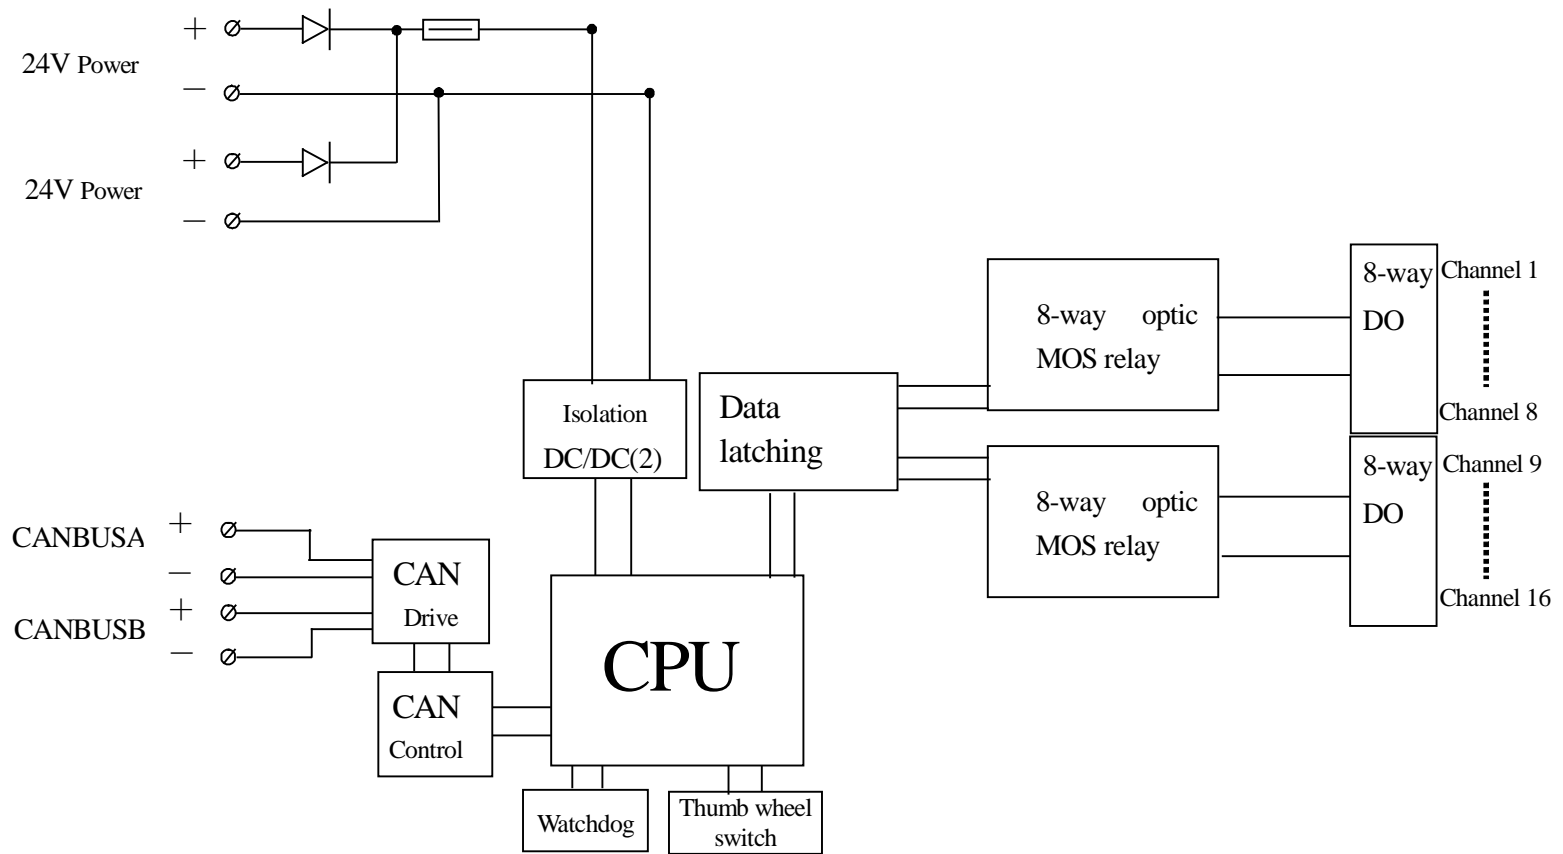 +
24V Power
−
+
24V Power
−
8-way optic
MOS relay
8-way
DO
Channel 1
Channel 8
Isolation
DC/DC(2)
Data
latching
8-way optic
MOS relay
8-way
DO
Channel 9
Channel 16
CANBUSA
+
−
CANBUSB
+
−
CAN
Drive
CAN
Control
CPU
Watchdog
Thumb wheel
switch